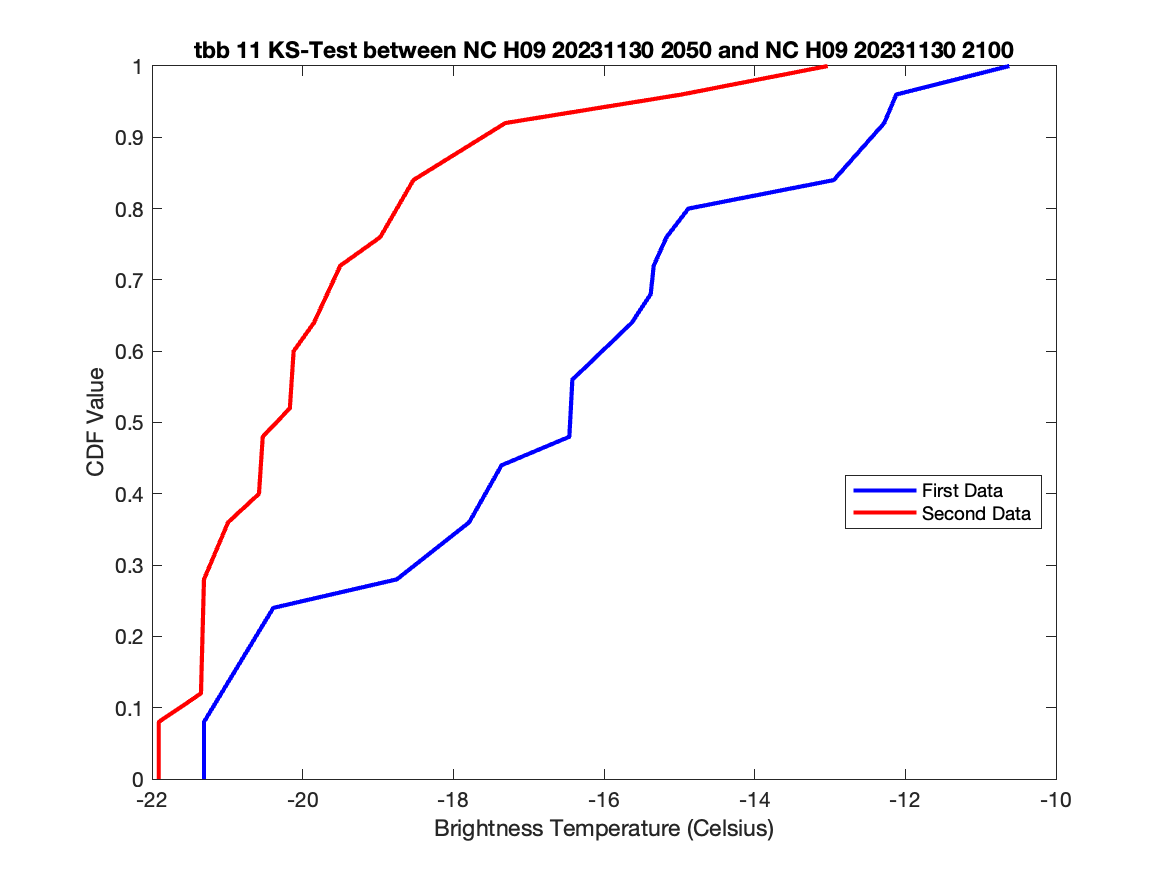 tbb 11 KS-Test between NC H09 20231130 2050 and NC H09 20231130 2100
1
0.9
0.8
0.7
0.6
0.5
0.4
0.3
0.2
0.1
0
CDF Value
First Data
Second Data
-22 -20 -18 -16 -14 -12 -10
Brightness Temperature (Celsius)